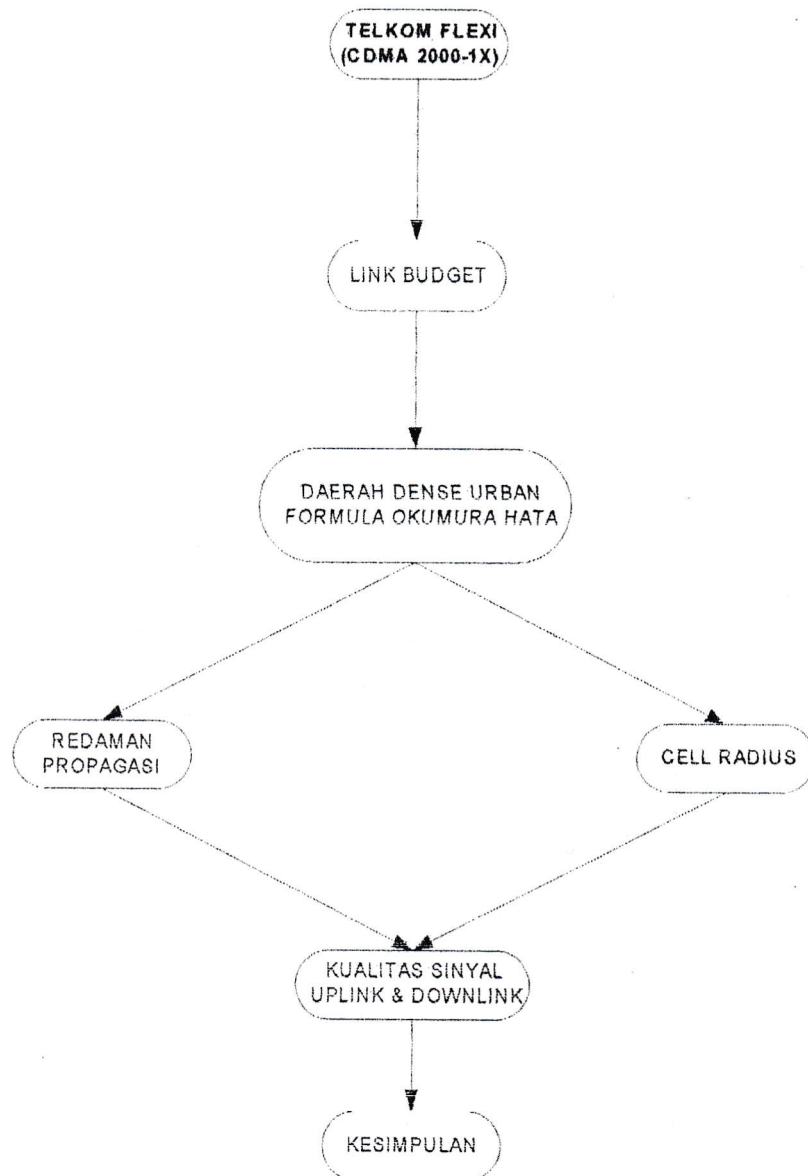 TELKOM FLEXI
(CDMA 2000-1X)
LINK BUDGET
DAERAH DENSE URBAN
FORMULA OKUMURA HATA
REDAMAN
PROPAGASI
CELL RADIUS
KUALITAS SINYAL
UPLINK & DOWNLINK
KESIMPULAN